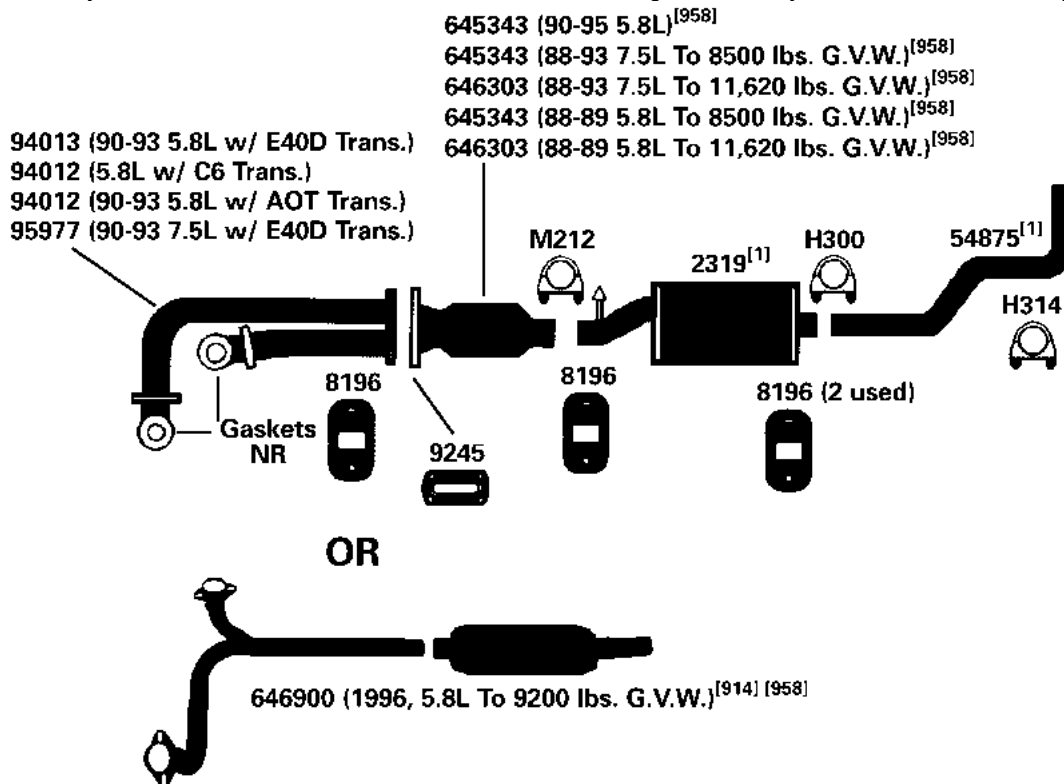 645343 (90-95 5.8L)[958]
645343 (88-93 7.5L To 8500 lbs. G.V.W.)[958]
646303 (88-93 7.5L To 11,620 lbs. G.V.W.)[958]
645343 (88-89 5.8L To 8500 lbs. G.V.W.)[958]
646303 (88-89 5.8L To 11,620 lbs. G.V.W.)[958]
94013 (90-93 5.8L w/ E40D Trans.)
94012 (5.8L w/ C6 Trans.)
94012 (90-93 5.8L w/ AOT Trans.)
95977 (90-93 7.5L w/ E40D Trans.)
M212
2319[1]
H300
54875[1]
H314
8196
8196
8196 (2 used)
Gaskets
NR
9245
OR
646900 (1996, 5.8L To 9200 lbs. G.V.W.)[914] [958]